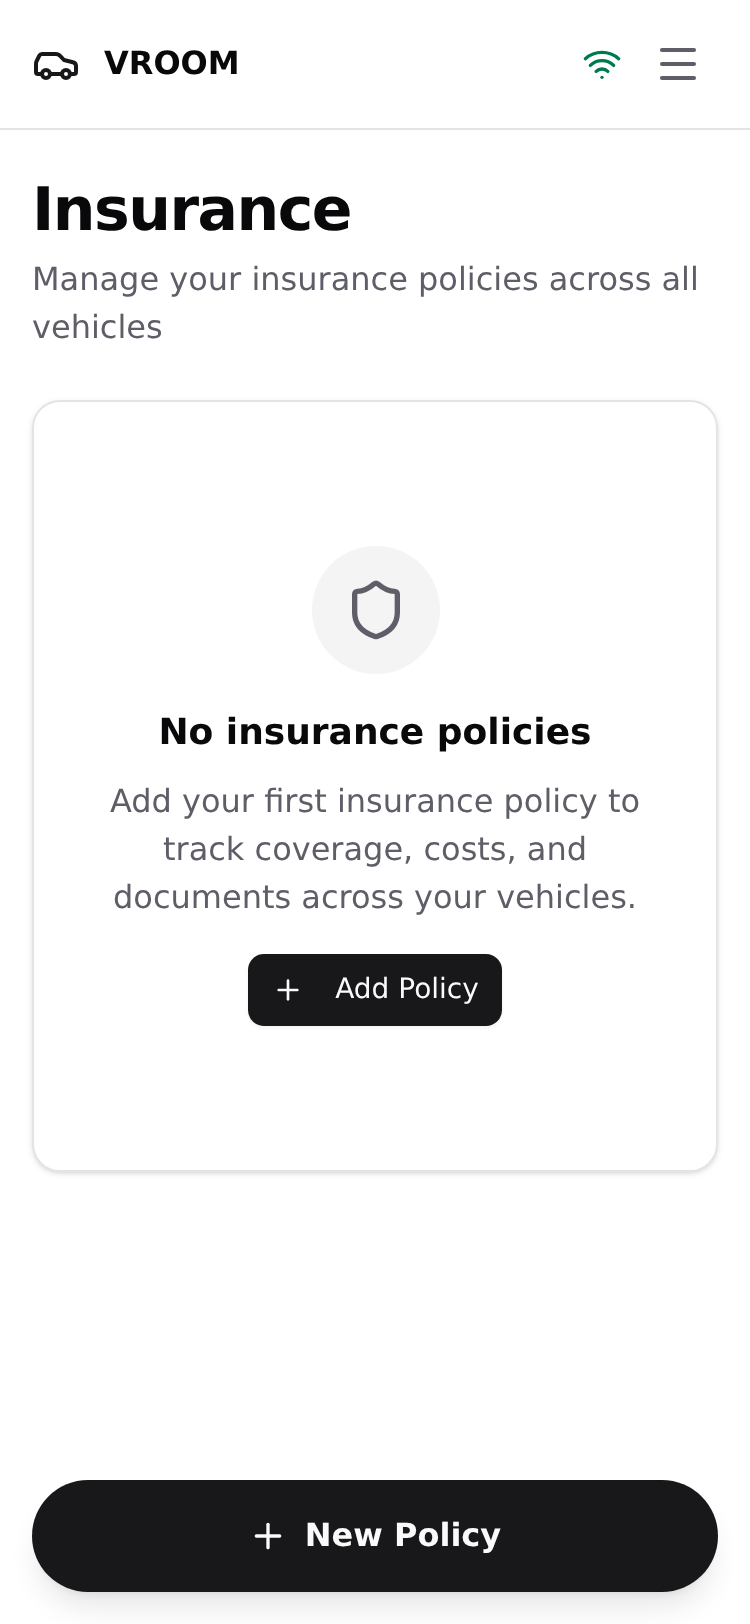 VROOM
Insurance
Manage your insurance policies across all
vehicles
No insurance policies
Add your first insurance policy to
track coverage, costs, and
documents across your vehicles.
Add Policy
New Policy